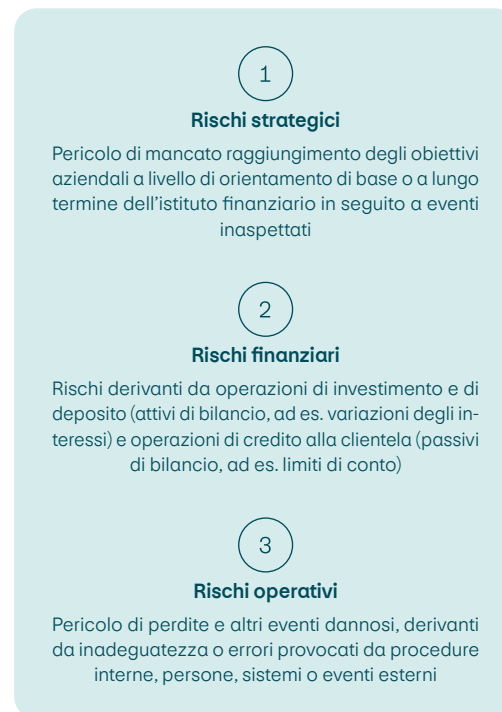 1
Rischi strategici
Pericolo di mancato raggiungimento degli obiettivi
aziendali a livello di orientamento di base o a lungo
termine dell'istituto finanziario in seguito a eventi
inaspettati
2
Rischi finanziari
Rischi derivanti da operazioni di investimento e di
deposito (attivi di bilancio, ad es. variazioni degli in-
teressi) e operazioni di credito alla clientela (passivi
di bilancio, ad es. limiti di conto)
3
Rischi operativi
Pericolo di perdite e altri eventi dannosi, derivanti
da inadeguatezza o errori provocati da procedure
interne, persone, sistemi o eventi esterni